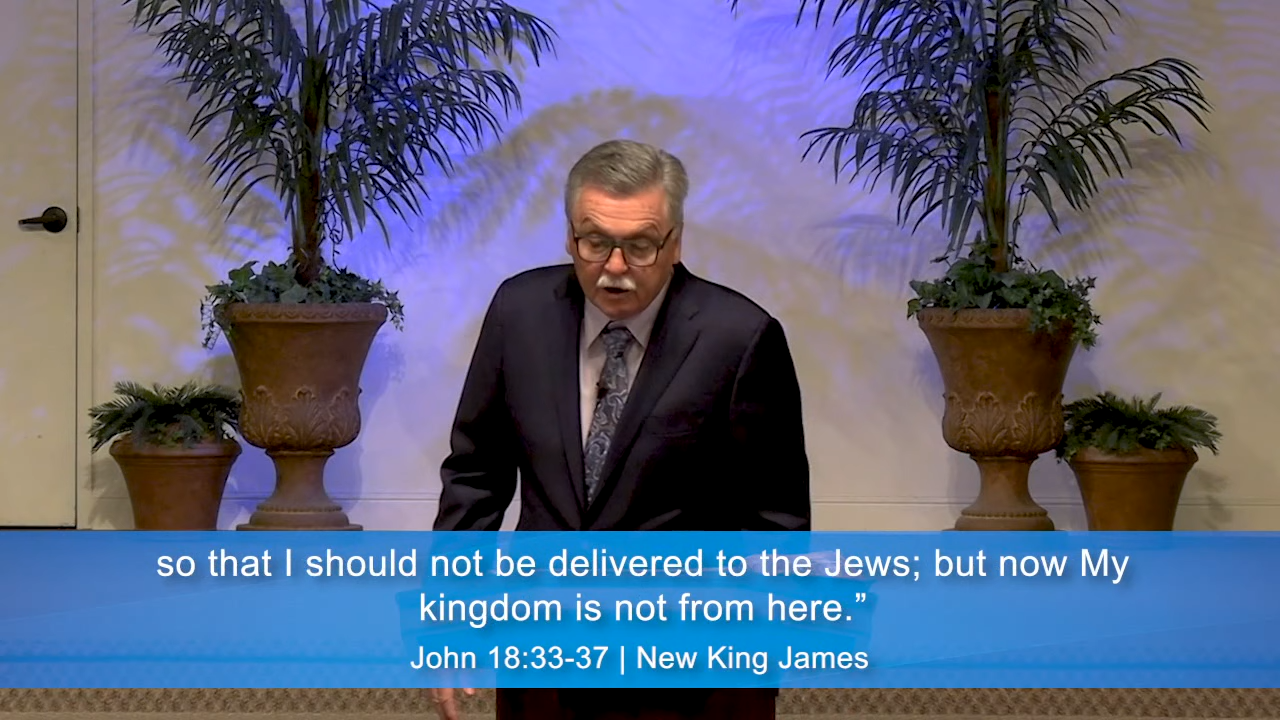 so that I should not be delivered to the Jews; but now My
kingdom is not from here.”
John 18:33-37 | New King James